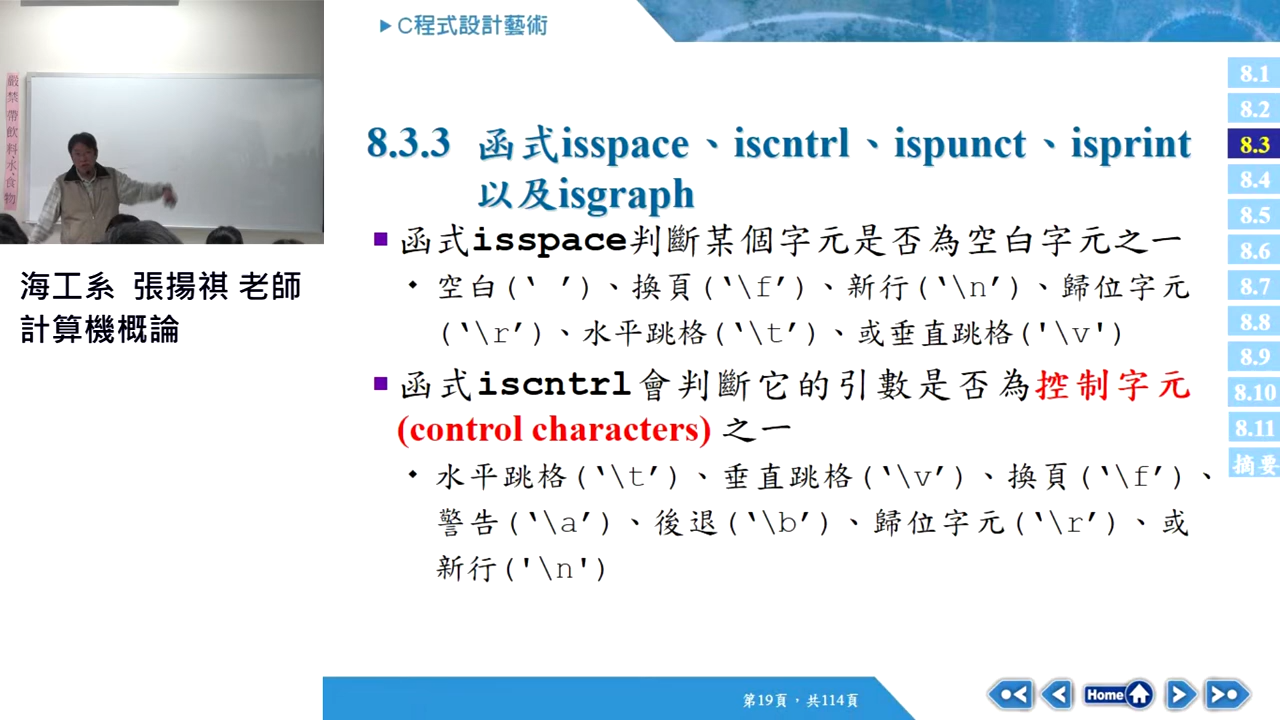 C程式設計藝術
嚴禁帶飲料、水、食物
海工系 張揚祺 老師
計算機概論
8.3.3 函式isspace、iscntrl、ispunct、isprint
以及isgraph
函式isspace判斷某個字元是否為空白字元之一
空白(‘ ’)、換頁(‘\f’)、新行(‘\n’)、歸位字元
(‘\r’)、水平跳格(‘\t’)、或垂直跳格('\v')
函式iscntrl會判斷它的引數是否為控制字元
(control characters) 之一
水平跳格(‘\t’)、垂直跳格(‘\v’)、換頁(‘\f’)、
警告(‘\a’)、後退(‘\b’)、歸位字元(‘\r’)、或
新行('\n')
8.1
8.2
8.3
8.4
8.5
8.6
8.7
8.8
8.9
8.10
8.11
摘要
第19頁，共114頁
Home